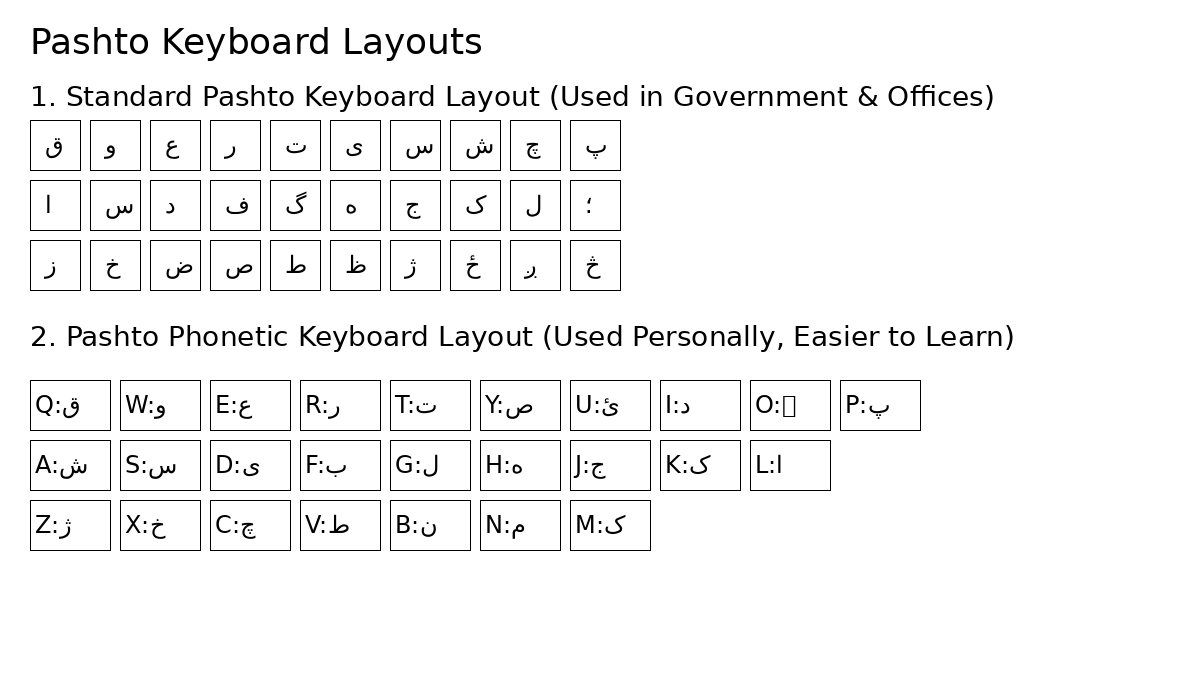 Pashto Keyboard Layouts
1. Standard Pashto Keyboard Layout (Used in Government & Offices)
ق و ع ر ت ی س ش چ پ
ا س د ف گ ه ج ک ل ؛
ز خ ض ص ط ظ ژ ځ ږ څ
2. Pashto Phonetic Keyboard Layout (Used Personally, Easier to Learn)
Q:ق W:و E:ع R:ر T:ت Y:ص U:ئ I:د O: P:پ
A:ش S:س D:ی F:ب G:ل H:ه J:ج K:ک L:ا
Z:ژ X:خ C:چ V:ط B:ن N:م M:ک